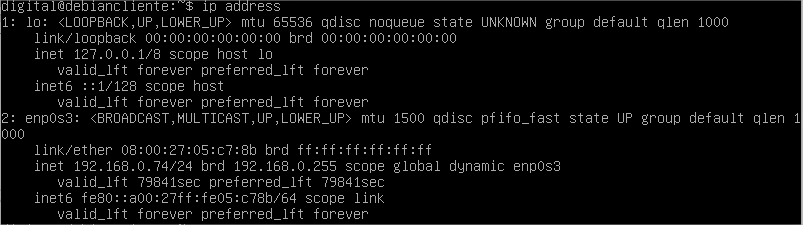 digital@debiancliente:~$ ip address
1: lo: <LOOPBACK,UP,LOWER_UP> mtu 65536 qdisc noqueue state UNKNOWN group default qlen 1000
    link/loopback 00:00:00:00:00:00 brd 00:00:00:00:00:00
    inet 127.0.0.1/8 scope host lo
       valid_lft forever preferred_lft forever
    inet6 ::1/128 scope host
       valid_lft forever preferred_lft forever
2: enp0s3: <BROADCAST,MULTICAST,UP,LOWER_UP> mtu 1500 qdisc pfifo_fast state UP group default qlen 1
000
    link/ether 08:00:27:05:c7:8b brd ff:ff:ff:ff:ff:ff
    inet 192.168.0.74/24 brd 192.168.0.255 scope global dynamic enp0s3
       valid_lft 79841sec preferred_lft 79841sec
    inet6 fe80::a00:27ff:fe05:c78b/64 scope link
       valid_lft forever preferred_lft forever